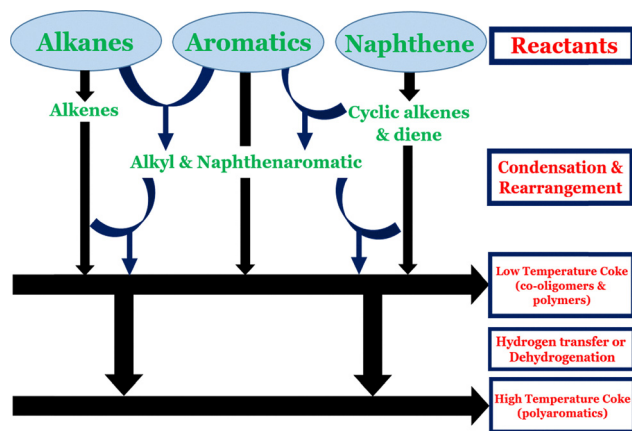 Alkanes
Aromatics
Naphthene
Reactants
Alkenes
Cyclic alkenes
& diene
Alkyl & Naphthenaromatic
Condensation &
Rearrangement
Low Temperature Coke
(co-oligomers &
polymers)
Hydrogen transfer or
Dehydrogenation
High Temperature Coke
(polyaromatics)